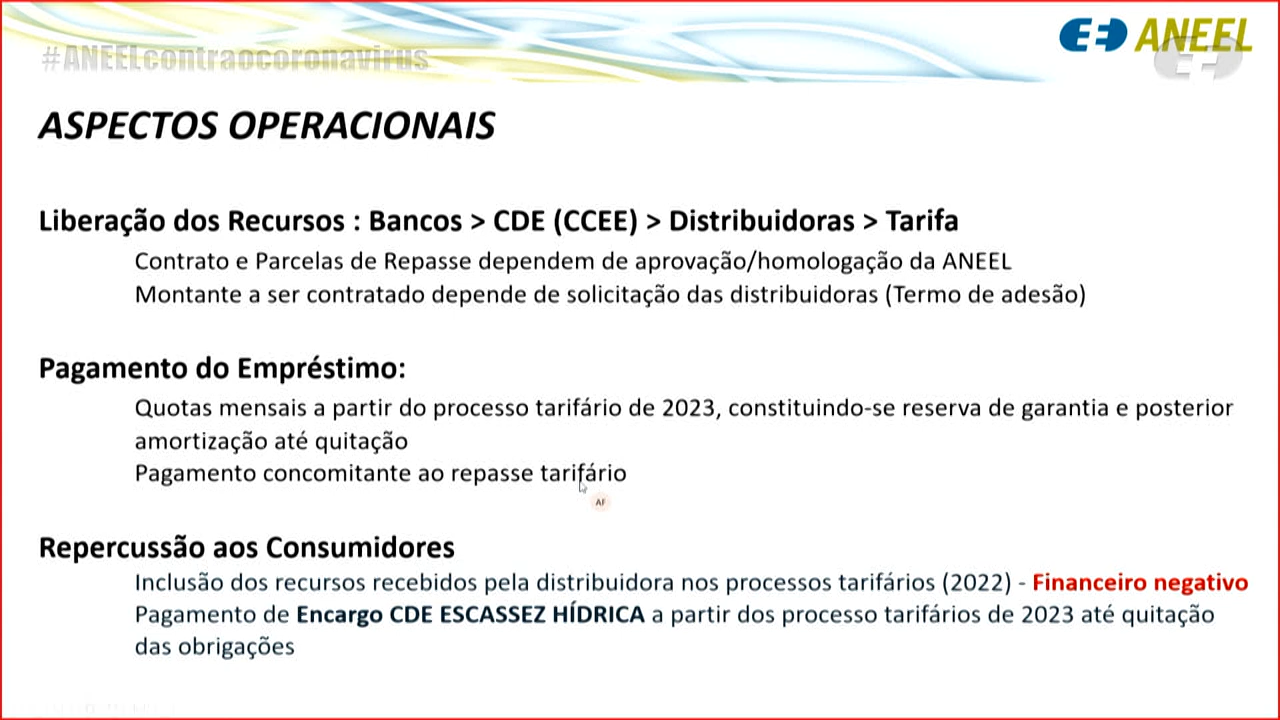 #ANEELcontraocoronavirus
ANEEL
ASPECTOS OPERACIONAIS
Liberação dos Recursos : Bancos > CDE (CCEE) > Distribuidoras > Tarifa
Contrato e Parcelas de Repasse dependem de aprovação/homologação da ANEEL
Montante a ser contratado depende de solicitação das distribuidoras (Termo de adesão)
Pagamento do Empréstimo:
Quotas mensais a partir do processo tarifário de 2023, constituindo-se reserva de garantia e posterior
amortização até quitação
Pagamento concomitante ao repasse tarifário
AF
Repercussão aos Consumidores
Inclusão dos recursos recebidos pela distribuidora nos processos tarifários (2022) - Financeiro negativo
Pagamento de Encargo CDE ESCASSEZ HÍDRICA a partir dos processo tarifários de 2023 até quitação
das obrigações